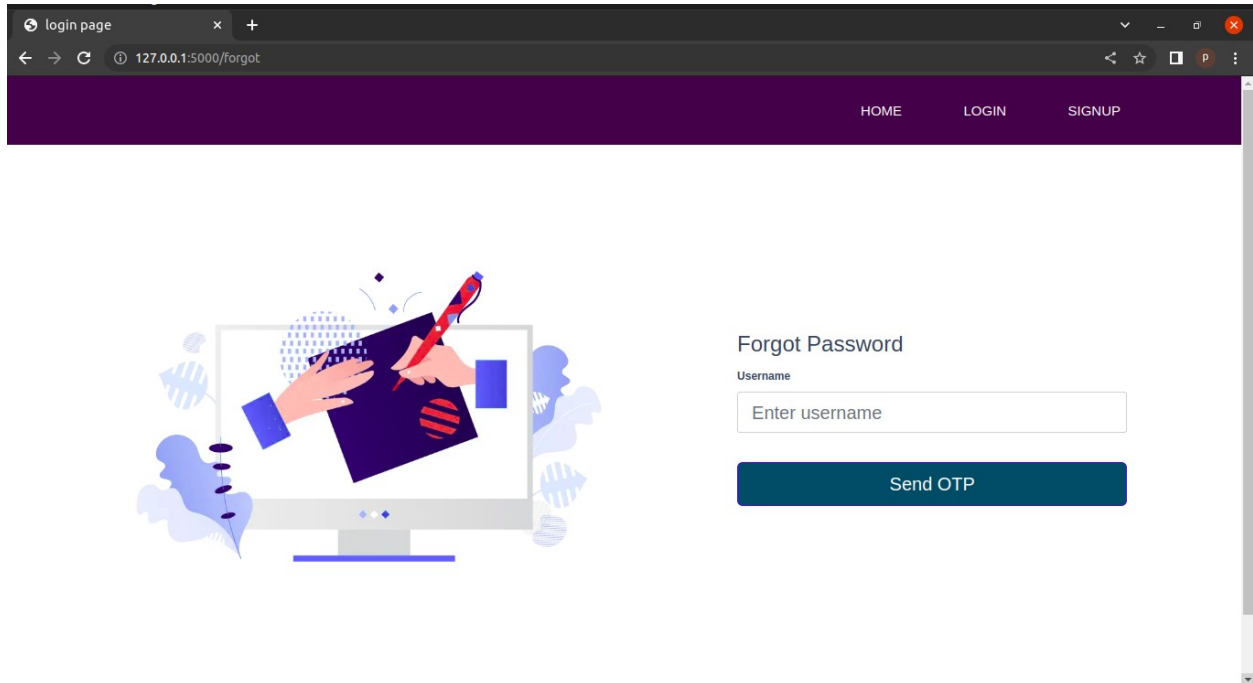 login page
127.0.0.1:5000/forgot
P
HOME LOGIN SIGNUP
Forgot Password
Username
Enter username
Send OTP